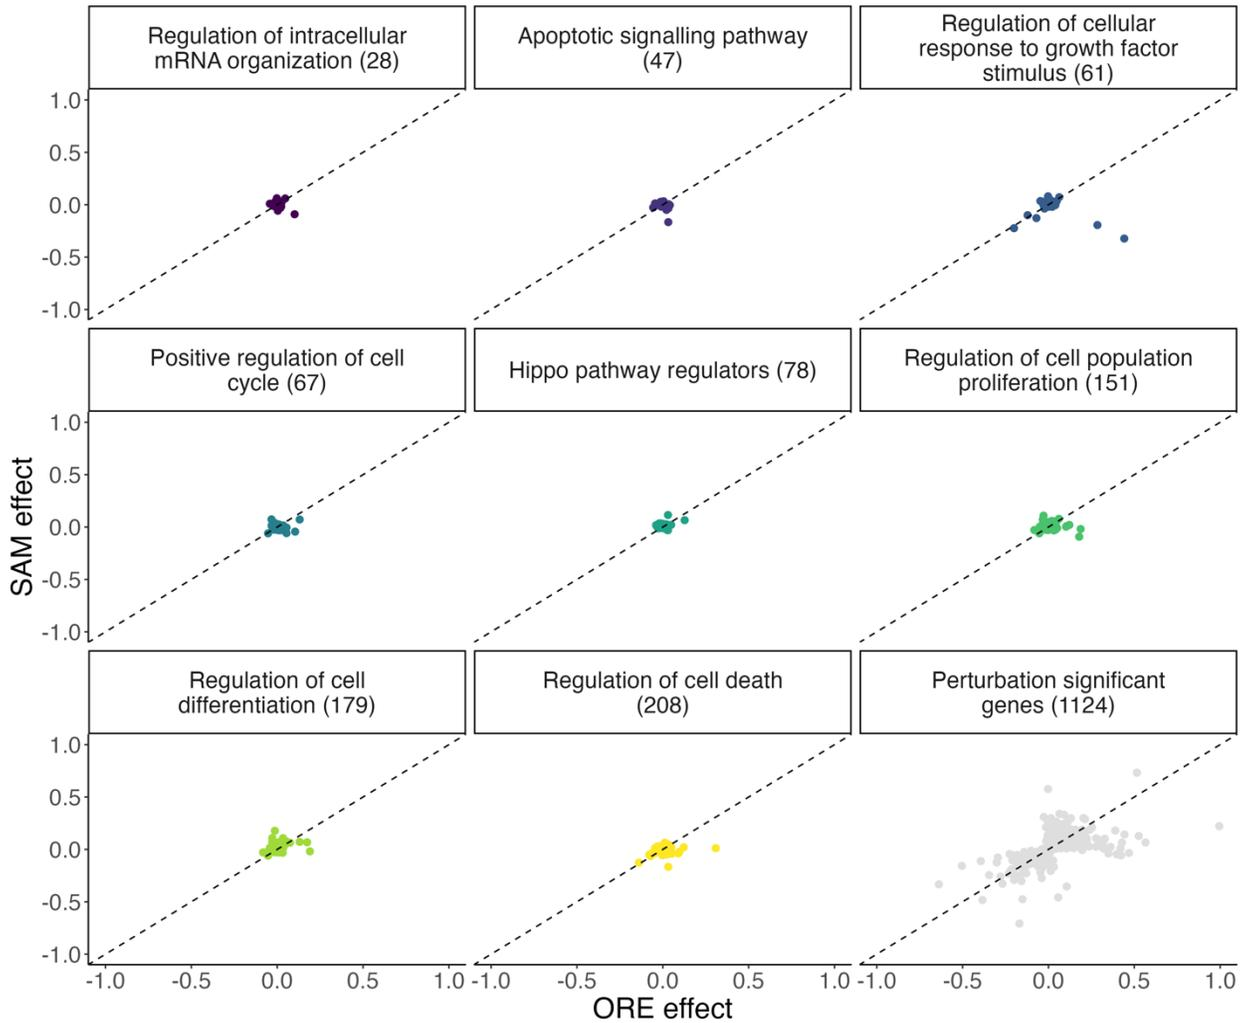 Regulation of intracellular
mRNA organization (28)
Apoptotic signalling pathway
(47)
Regulation of cellular
response to growth factor
stimulus (61)
1.0
0.5
0.0
-0.5
-1.0
Positive regulation of cell
cycle (67)
Hippo pathway regulators (78)
Regulation of cell population
proliferation (151)
1.0
0.5
0.0
-0.5
-1.0
SAM effect
Regulation of cell
differentiation (179)
Regulation of cell death
(208)
Perturbation significant
genes (1124)
1.0
0.5
0.0
-0.5
-1.0
-1.0 -0.5 0.0 0.5 1.0 -1.0 -0.5 0.0 0.5 1.0 -1.0 -0.5 0.0 0.5 1.0
ORE effect